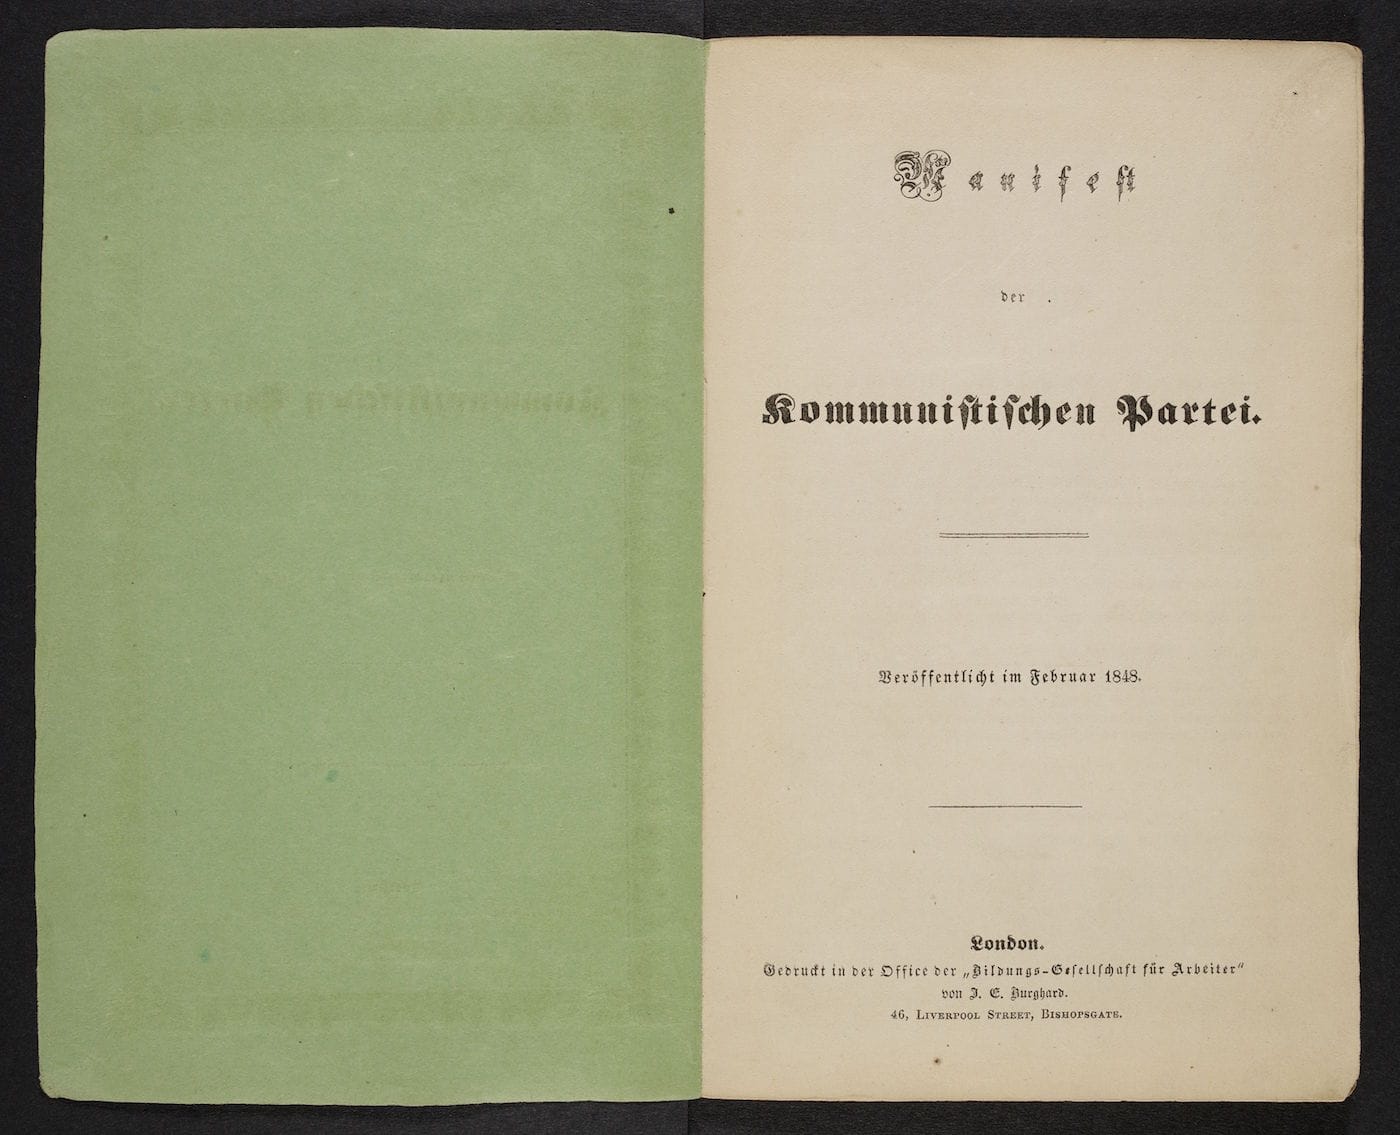 Manifest
der
Kommunistischen Partei.
Veröffentlicht im Februar 1848.
London.
Gedruckt in der Office der „Bildungs-Gesellschaft für Arbeiter“
von J. E. Burghard.
46, LIVERPOOL STREET, BISHOPSGATE.